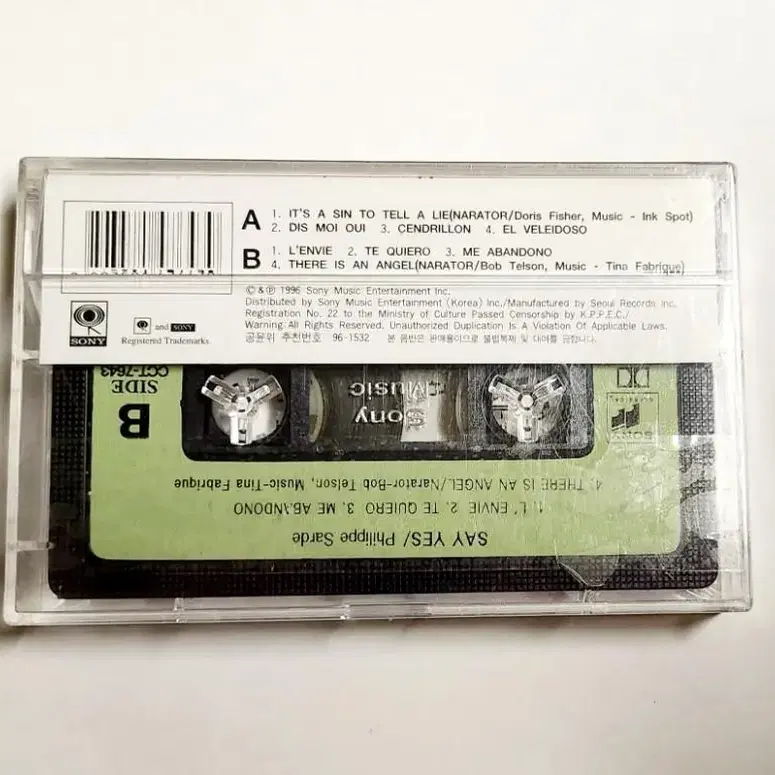 A 1. IT'S A SIN TO TELL A LIE(NARATOR/Doris Fisher, Music - Ink Spot)
2. DIS MOI OUI 3. CENDRILLON 4. EL VELEIDOSO
B 1. L'ENVIE 2. TE QUIERO 3. ME ABANDONO
4. THERE IS AN ANGEL(NARATOR/Bob Telson, Music - Tina Fabrique)
©&℗ 1996 Sony Music Entertainment Inc.
Distributed by Sony Music Entertainment (Korea) Inc./Manufactured by Seoul Records Inc.
Registration No. 22 to the Ministry of Culture Passed Censorship by K.P.P.E.C./
Warning All Rights Reserved. Unauthorized Duplication Is A Violation Of Applicable Laws.
공윤위 추천번호 96-1532 본 음반은 판매용이므로 불법복제 및 대여를 금합니다.
SONY
and SONY
Registered Trademarks.
SAY YES/ Philippe Sarde
1. L'ENVIE 2. TE QUIERO 3. ME ABANDONO
4. THERE IS AN ANGEL/Narator-Bob Telson, Music-Tina Fabrique
SONY CLASSICAL
Sony Music
SIDE
B
CCT-7643